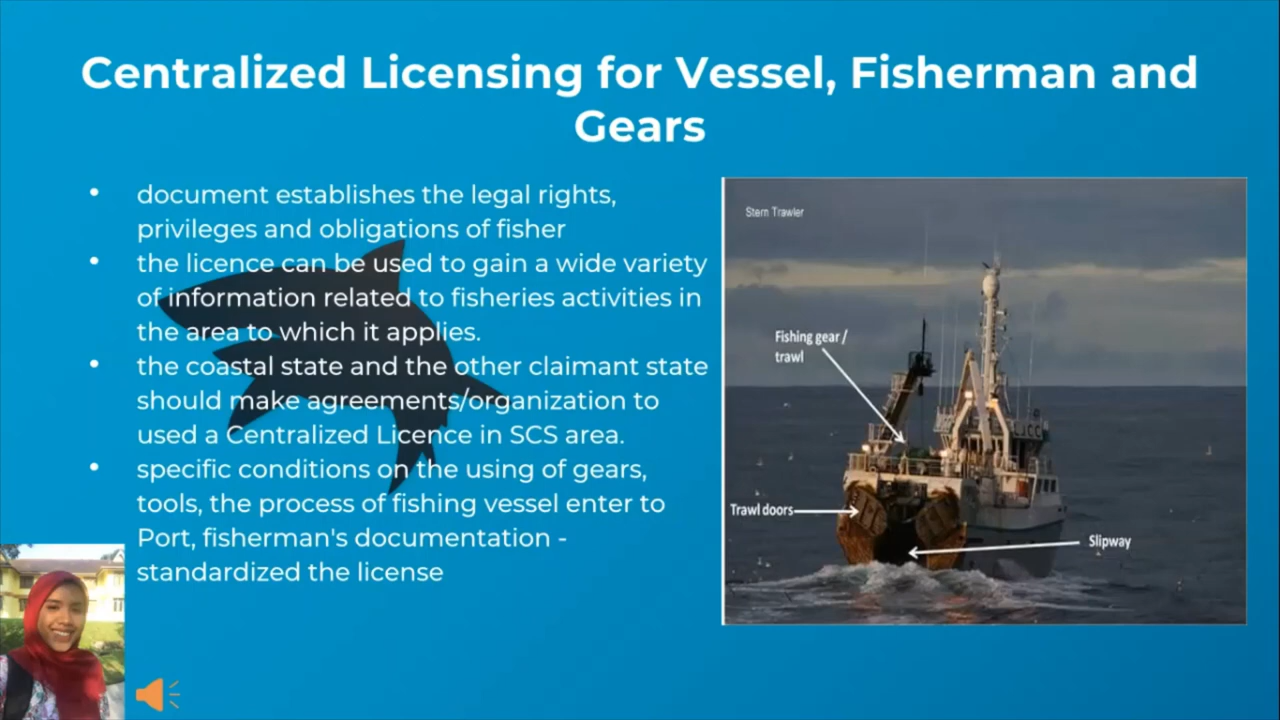 Centralized Licensing for Vessel, Fisherman and
Gears
• document establishes the legal rights,
privileges and obligations of fisher
• the licence can be used to gain a wide variety
of information related to fisheries activities in
the area to which it applies.
• the coastal state and the other claimant state
should make agreements/organization to
used a Centralized Licence in SCS area.
• specific conditions on the using of gears,
tools, the process of fishing vessel enter to
Port, fisherman's documentation -
standardized the license
Stern Trawler
Fishing gear /
trawl
Trawl doors
Slipway